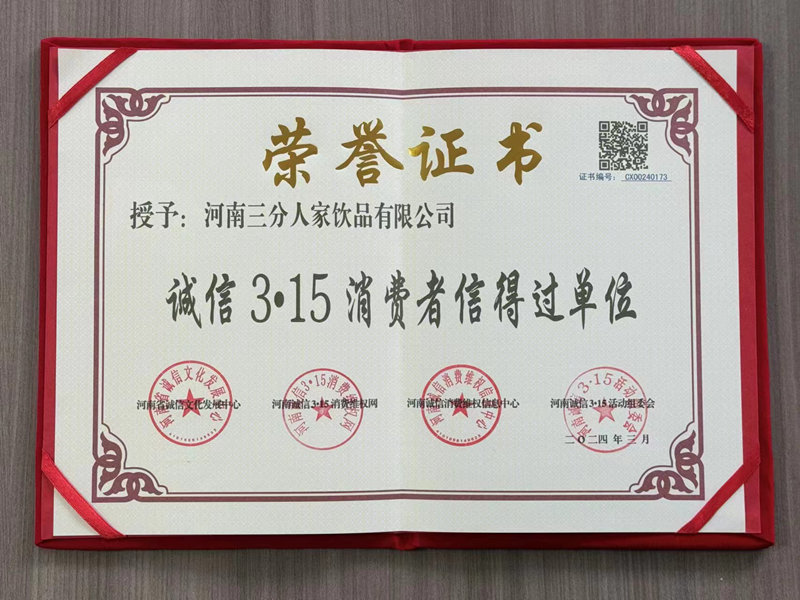 荣誉证书
证书编号：CX00240173
授予：河南三分人家饮品有限公司
诚信3·15消费者信得过单位
河南省诚信文化发展中心
河南诚信3·15消费维权网
河南诚信消费维权信息中心
河南诚信3·15活动组委会
二〇二四年三月